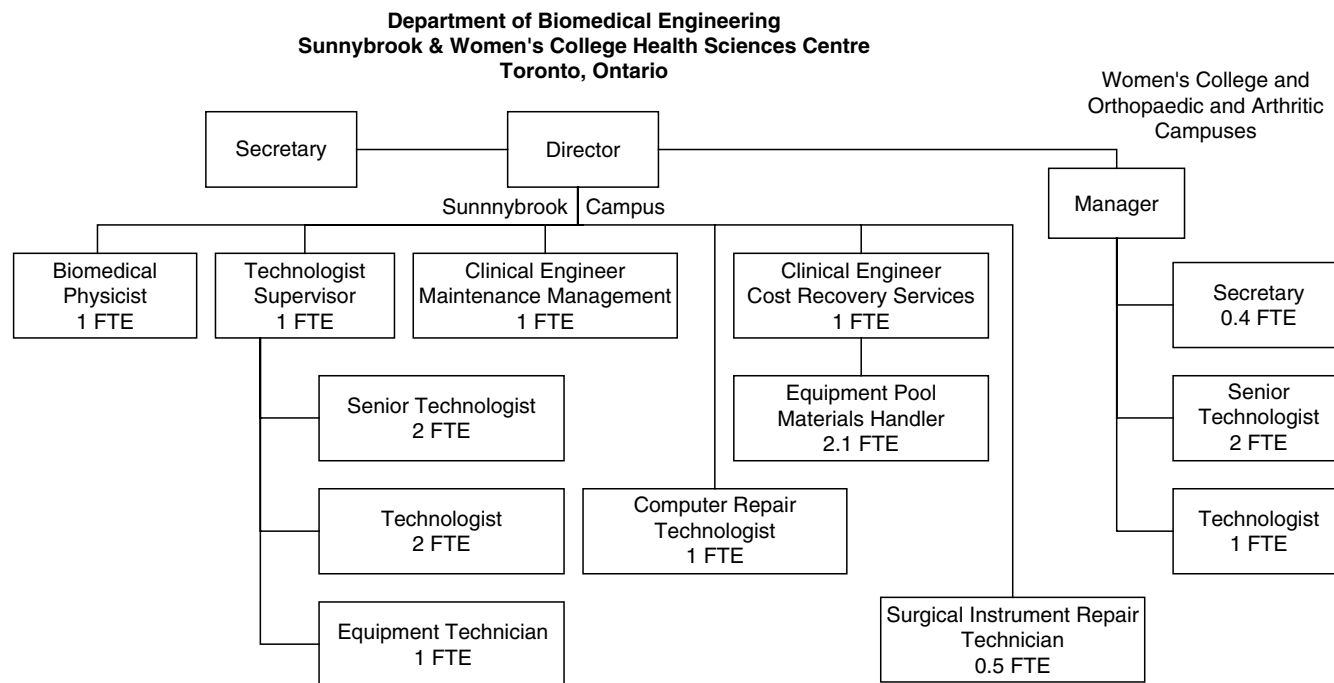 Department of Biomedical Engineering
Sunnybrook & Women's College Health Sciences Centre
Toronto, Ontario
Women's College and
Orthopaedic and Arthritic
Campuses
Secretary
Director
Manager
Sunnnybrook Campus
Biomedical
Physicist
1 FTE
Technologist
Supervisor
1 FTE
Clinical Engineer
Maintenance Management
1 FTE
Clinical Engineer
Cost Recovery Services
1 FTE
Secretary
0.4 FTE
Senior Technologist
2 FTE
Equipment Pool
Materials Handler
2.1 FTE
Senior
Technologist
2 FTE
Technologist
2 FTE
Computer Repair
Technologist
1 FTE
Technologist
1 FTE
Equipment Technician
1 FTE
Surgical Instrument Repair
Technician
0.5 FTE